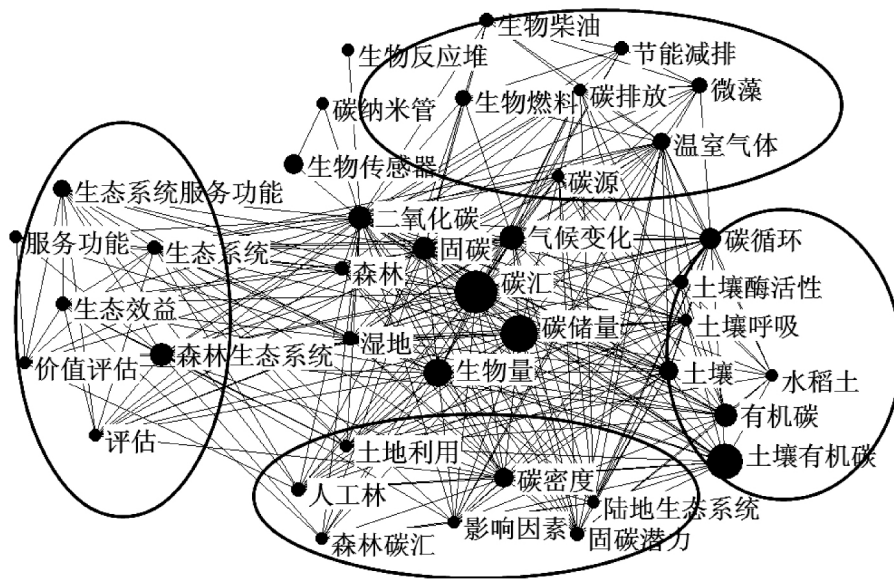 生物柴油
节能减排
生物反应堆
生物燃料
碳排放
微藻
碳纳米管
温室气体
生物传感器
碳源
生态系统服务功能
二氧化碳
服务功能
生态系统
固碳
气候变化
碳循环
森林
碳汇
土壤酶活性
生态效益
碳储量
土壤呼吸
湿地
价值评估
森林生态系统
生物量
土壤
水稻土
有机碳
评估
土地利用
土壤有机碳
碳密度
人工林
陆地生态系统
影响因素
固碳潜力
森林碳汇